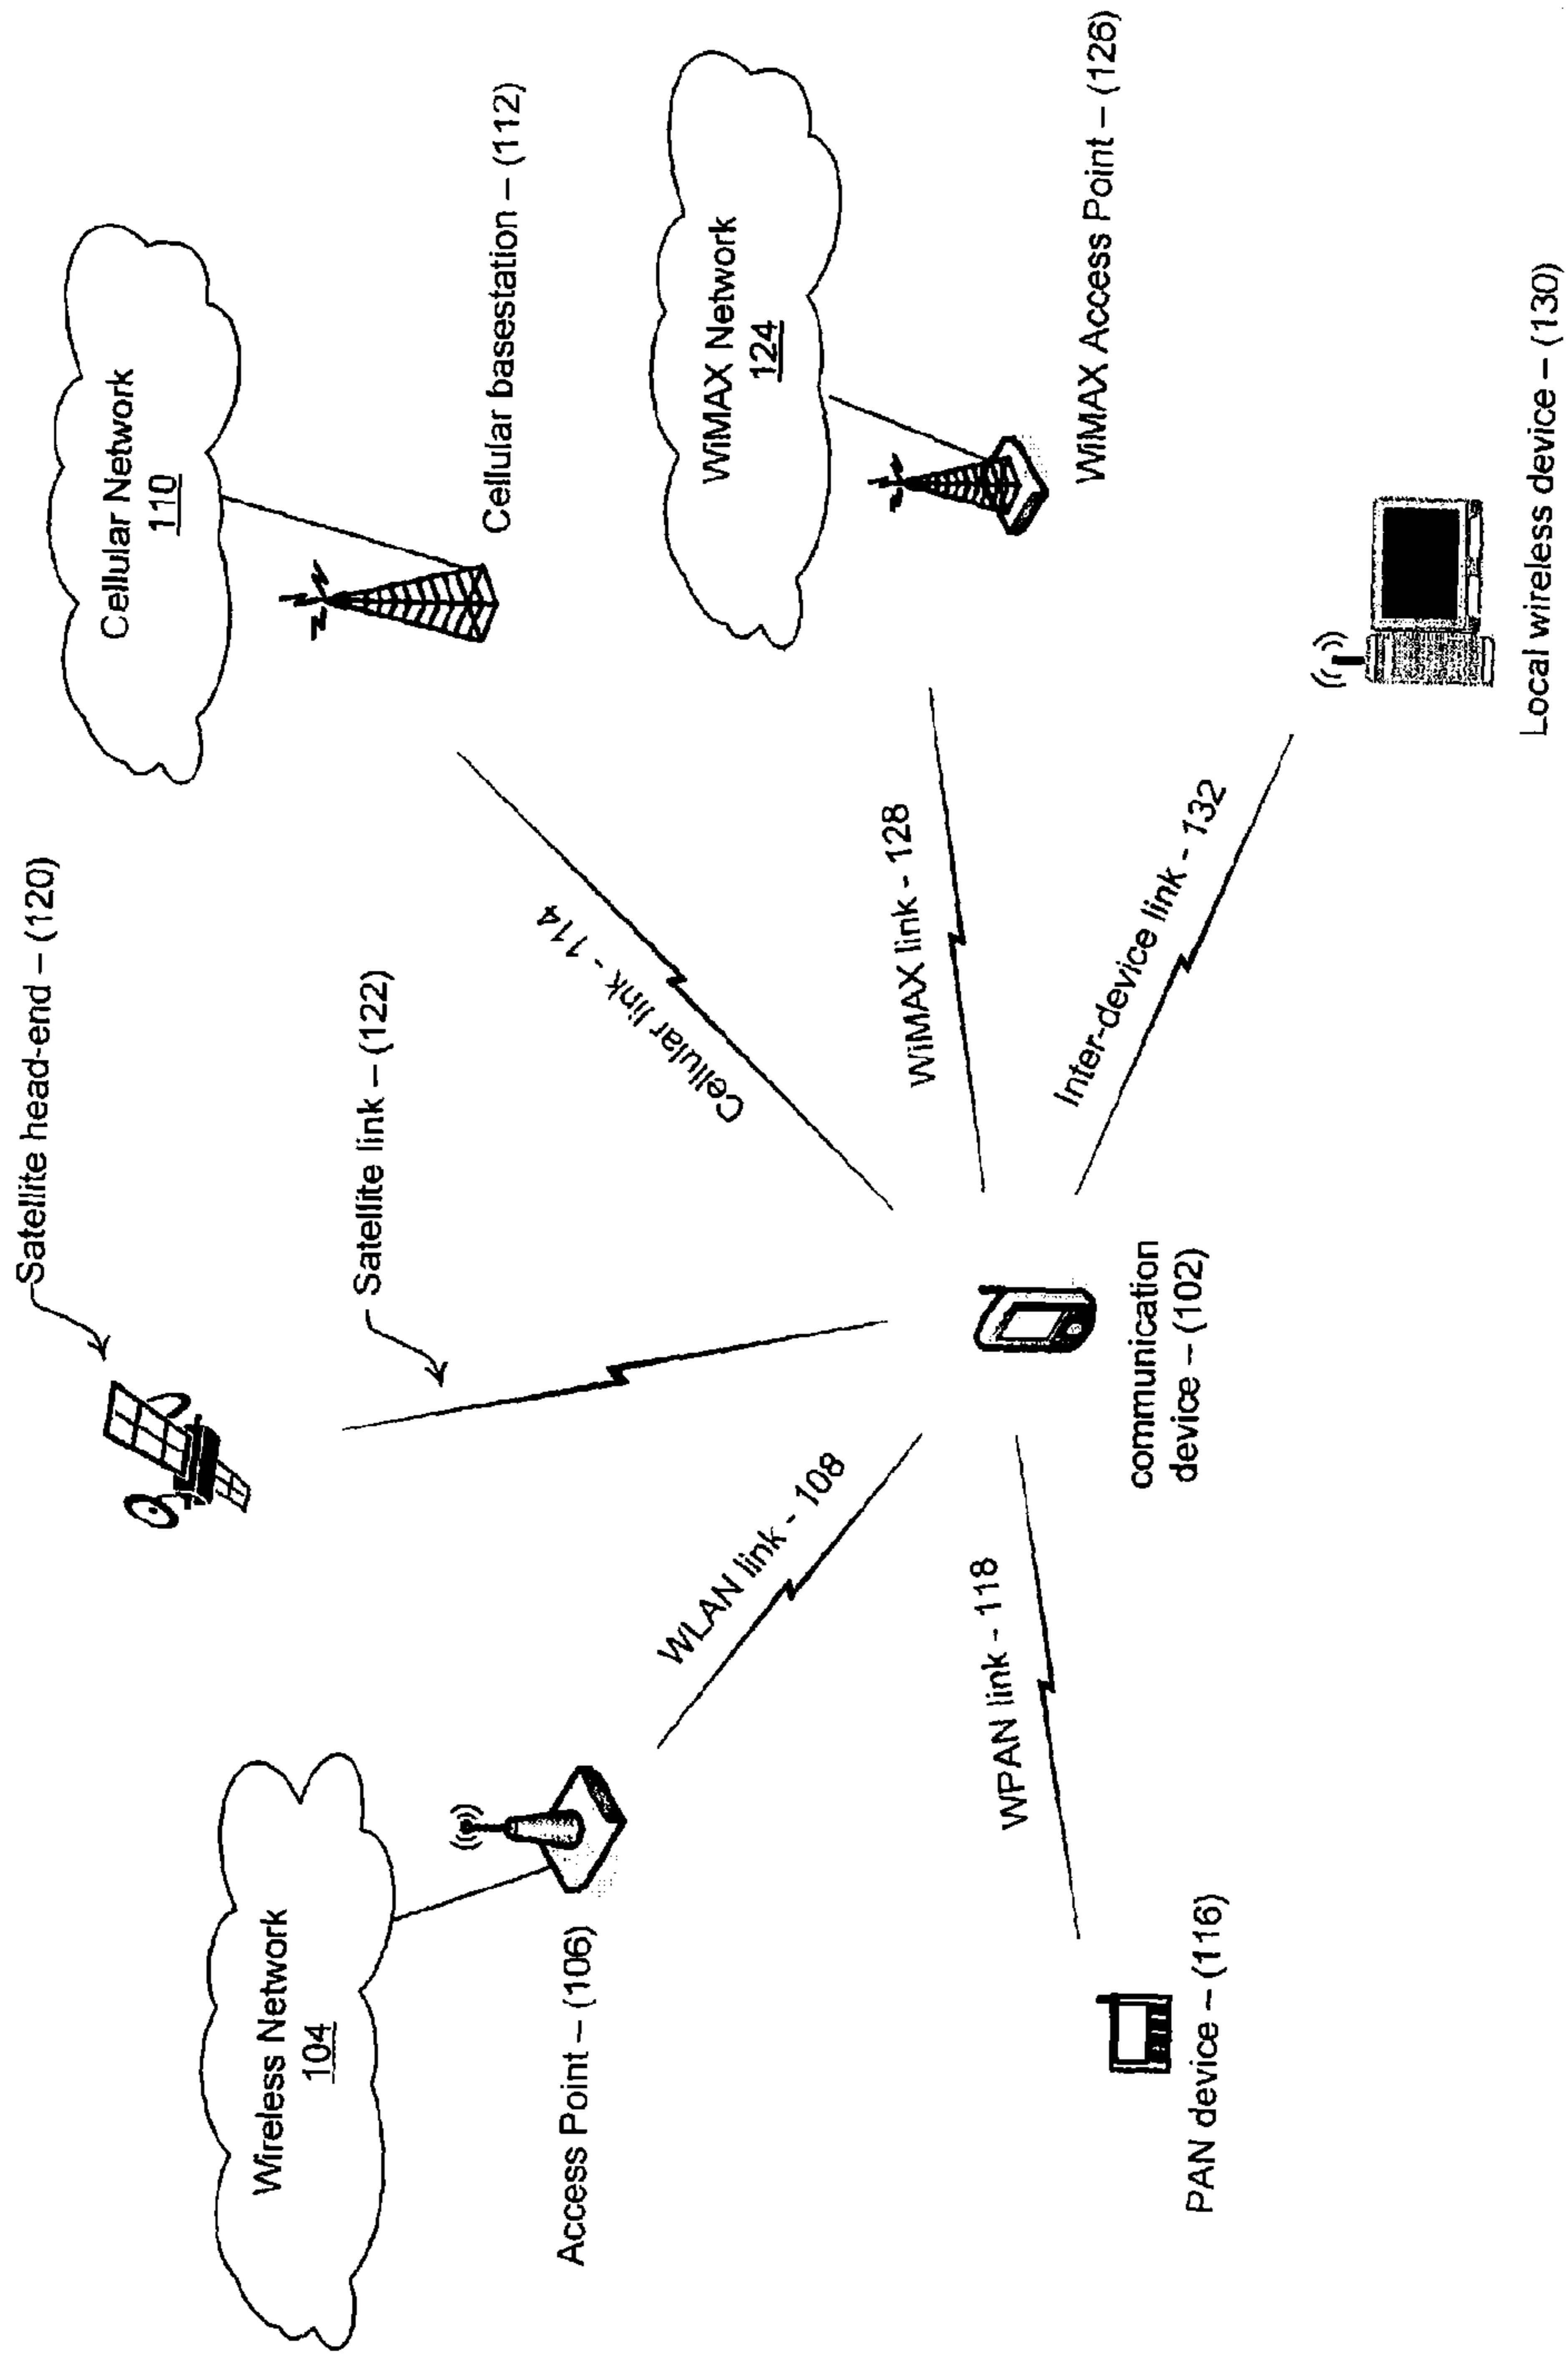 Satellite head-end – (120)
Cellular Network
110
Wireless Network
104
Satellite link – (122)
Cellular basestation – (112)
Access Point – (106)
Cellular link - 114
WLAN link - 108
WiMAX Network
124
WiMAX link - 128
WiMAX Access Point – (126)
WPAN link - 118
Inter-device link - 132
communication
device – (102)
PAN device – (116)
Local wireless device – (130)